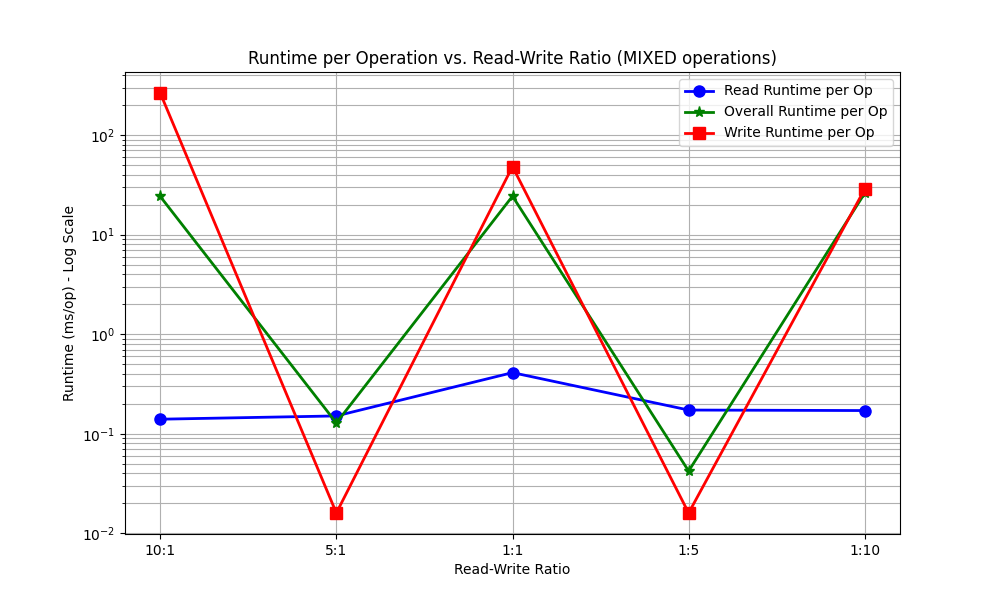 Runtime per Operation vs. Read-Write Ratio (MIXED operations)
Read Runtime per Op
Overall Runtime per Op
Write Runtime per Op
Runtime (ms/op) - Log Scale
10²
10¹
10⁰
10⁻¹
10⁻²
10:1 5:1 1:1 1:5 1:10
Read-Write Ratio